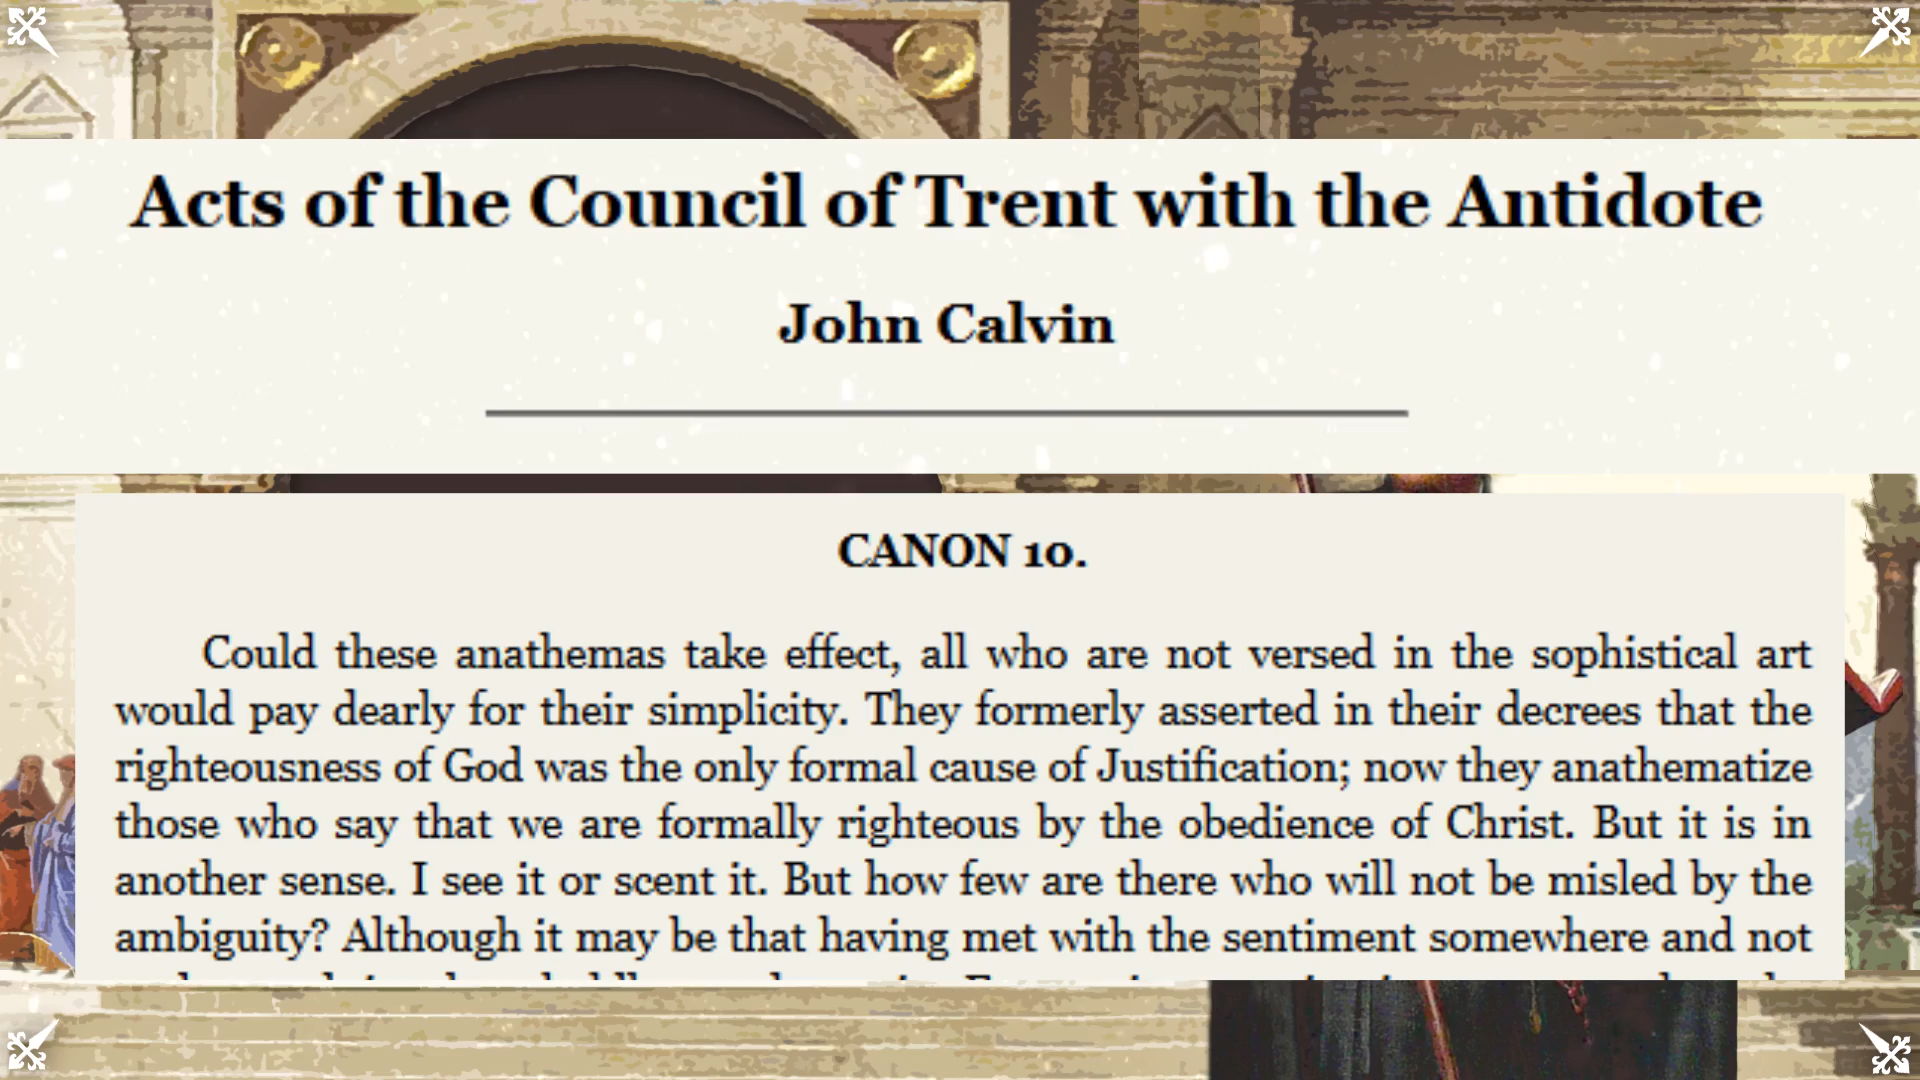 Acts of the Council of Trent with the Antidote
John Calvin
CANON 10.
Could these anathemas take effect, all who are not versed in the sophistical art
would pay dearly for their simplicity. They formerly asserted in their decrees that the
righteousness of God was the only formal cause of Justification; now they anathematize
those who say that we are formally righteous by the obedience of Christ. But it is in
another sense. I see it or scent it. But how few are there who will not be misled by the
ambiguity? Although it may be that having met with the sentiment somewhere and not